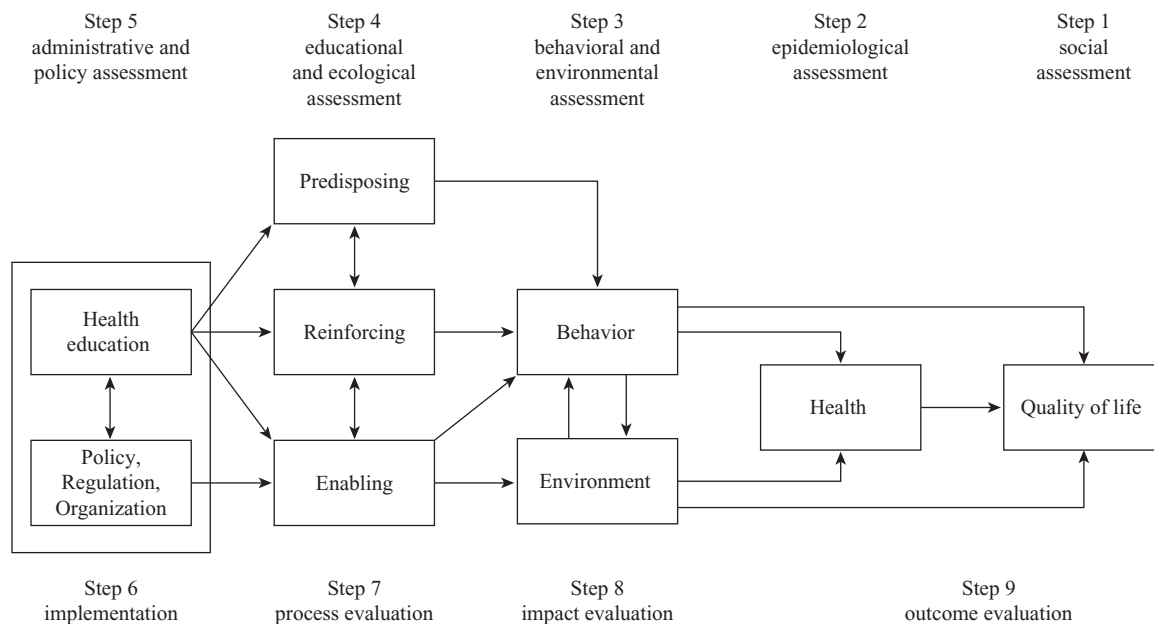 Step 5
administrative and
policy assessment
Step 4
educational
and ecological
assessment
Step 3
behavioral and
environmental
assessment
Step 2
epidemiological
assessment
Step 1
social
assessment
Predisposing
Health
education
Reinforcing
Behavior
Health
Quality of life
Policy,
Regulation,
Organization
Enabling
Environment
Step 6
implementation
Step 7
process evaluation
Step 8
impact evaluation
Step 9
outcome evaluation